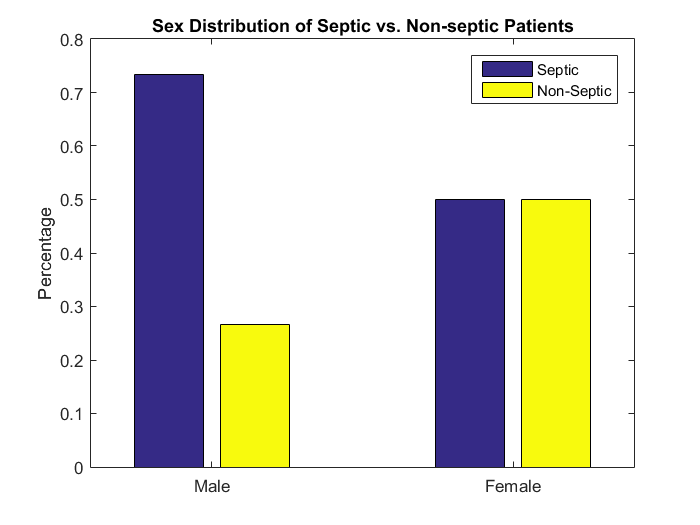 Sex Distribution of Septic vs. Non-septic Patients
0.8
0.7
0.6
0.5
0.4
0.3
0.2
0.1
0
Percentage
Septic
Non-Septic
Male
Female